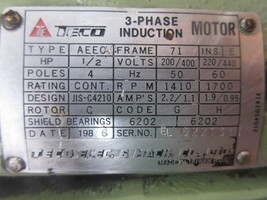 TECO 3-PHASE INDUCTION MOTOR
TYPE AEEC FRAME 71 INS. E
HP 1/2 VOLTS 200/400 220/440
POLES 4 Hz 50 60
RATING CONT. R P M 1410 1700
DESIGN JIS-C4210 AMP'S 2.2/1.1 1.9/0.95
ROTOR C CODE G H
SHIELD BEARINGS 6202 6202
DATE 198 SER.NO.